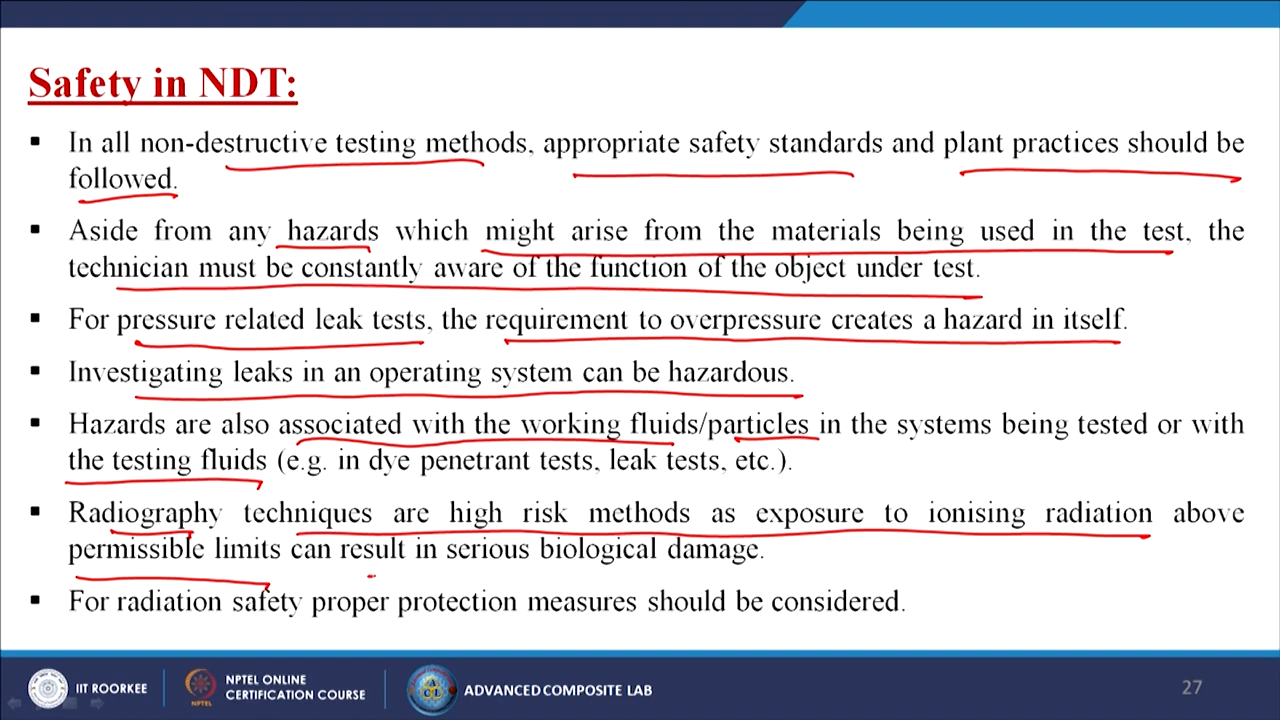 Safety in NDT:
▪ In all non-destructive testing methods, appropriate safety standards and plant practices should be
followed.
▪ Aside from any hazards which might arise from the materials being used in the test, the
technician must be constantly aware of the function of the object under test.
▪ For pressure related leak tests, the requirement to overpressure creates a hazard in itself.
▪ Investigating leaks in an operating system can be hazardous.
▪ Hazards are also associated with the working fluids/particles in the systems being tested or with
the testing fluids (e.g. in dye penetrant tests, leak tests, etc.).
▪ Radiography techniques are high risk methods as exposure to ionising radiation above
permissible limits can result in serious biological damage.
▪ For radiation safety proper protection measures should be considered.
IIT ROORKEE
NPTEL
NPTEL ONLINE
CERTIFICATION COURSE
ADVANCED COMPOSITE LAB
27